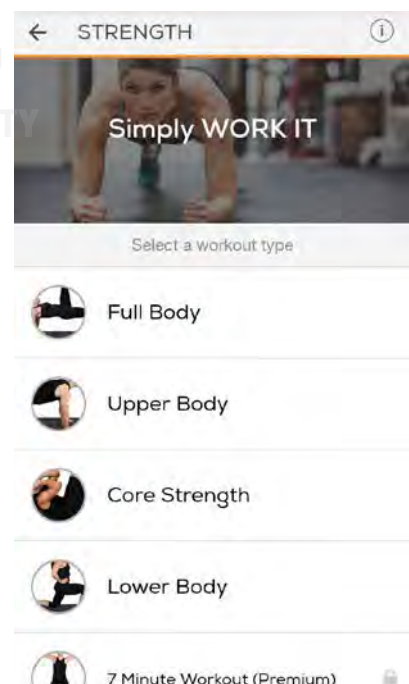 STRENGTH
Simply WORK IT
Select a workout type
Full Body
Upper Body
Core Strength
Lower Body
7 Minute Workout (Premium)